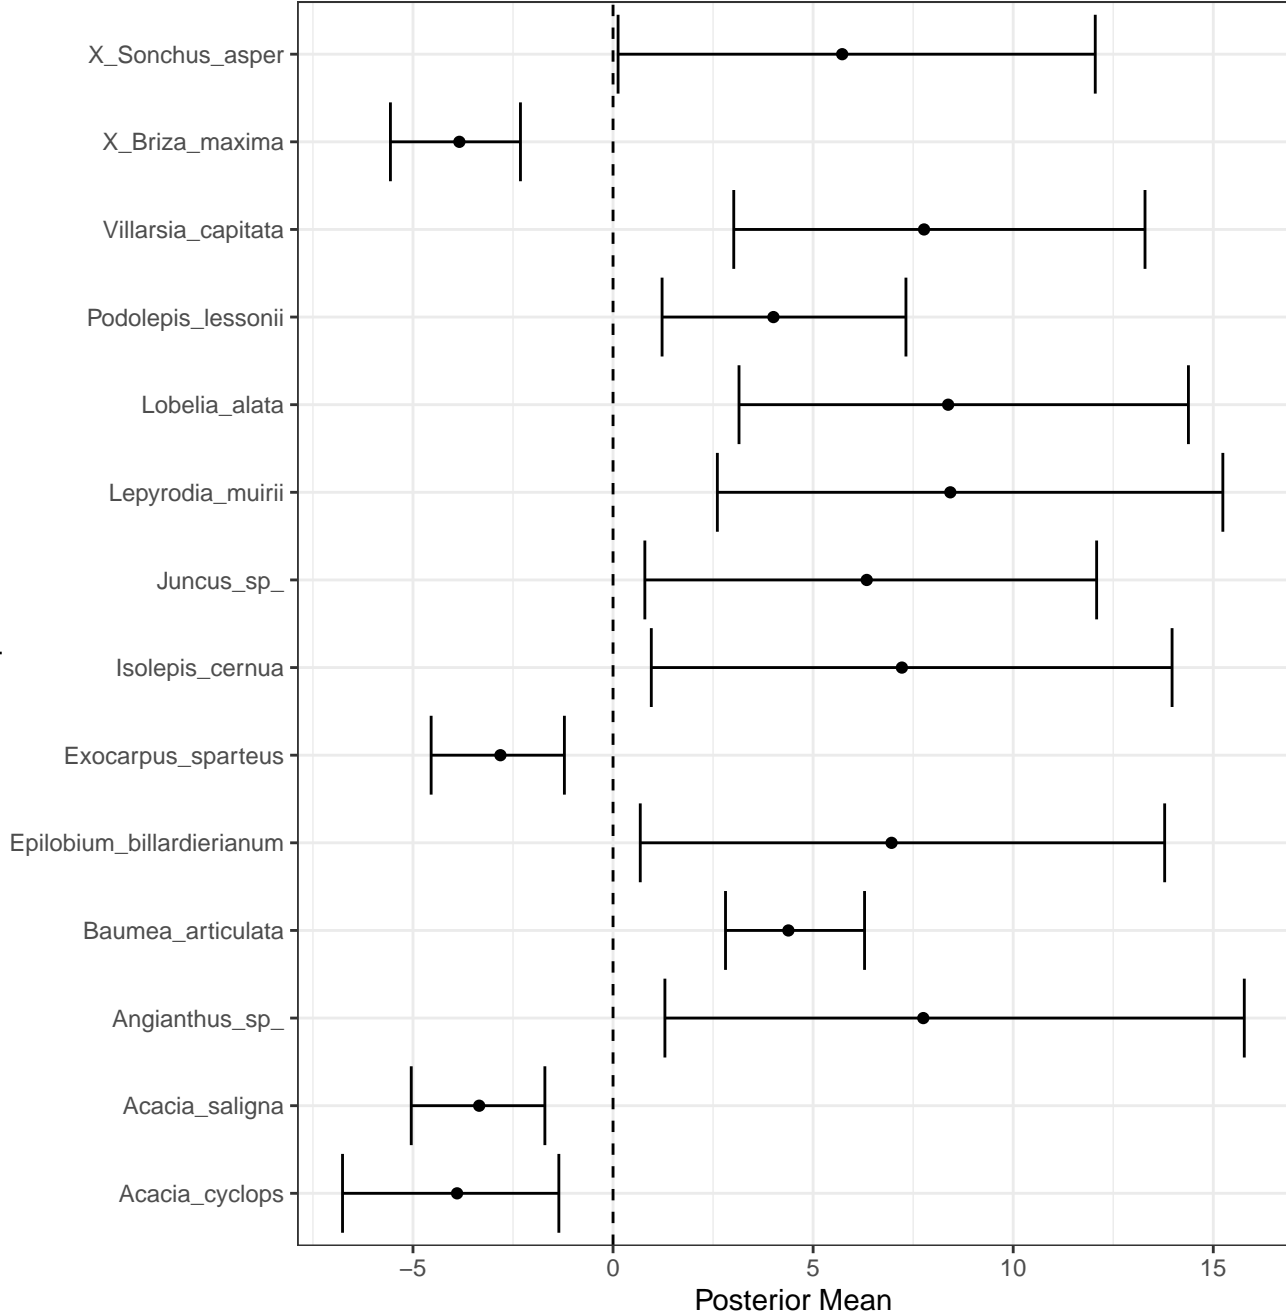 X_Sonchus_asper
X_Briza_maxima
Villarsia_capitata
Podolepis_lessonii
Lobelia_alata
Lepyrodia_muirii
Juncus_sp_
Isolepis_cernua
Exocarpus_sparteus
Epilobium_billardierianum
Baumea_articulata
Angianthus_sp_
Acacia_saligna
Acacia_cyclops
−5 0 5 10 15
Posterior Mean